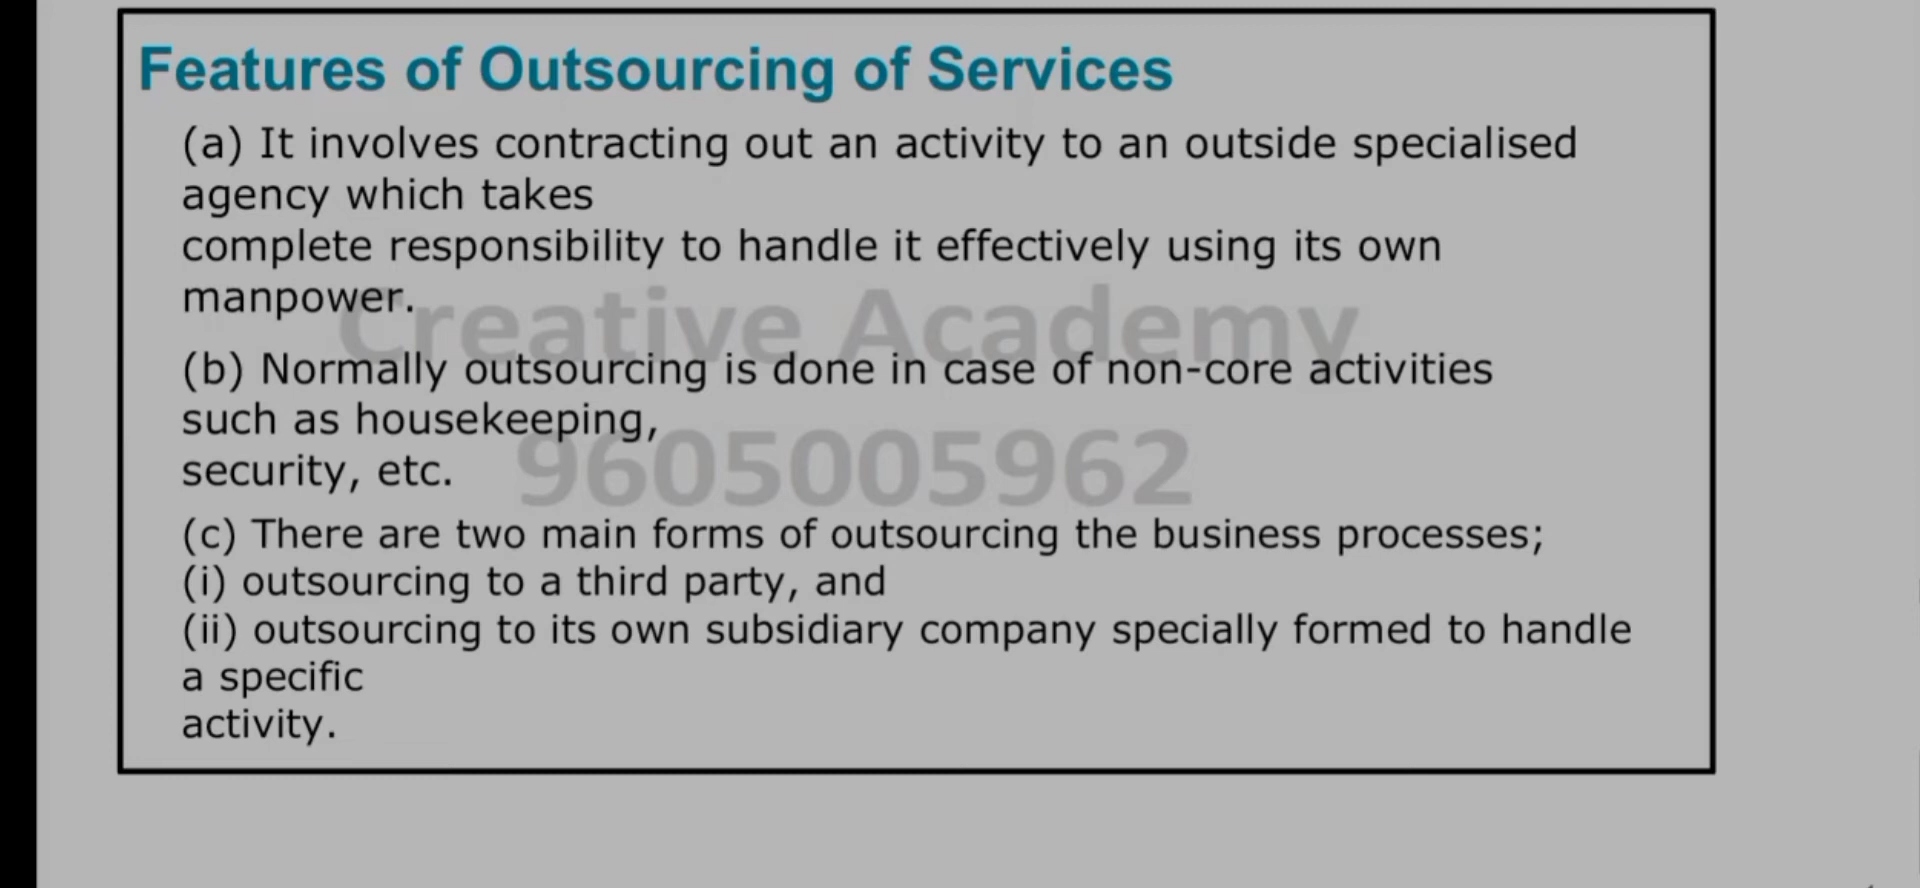 Features of Outsourcing of Services
(a) It involves contracting out an activity to an outside specialised
agency which takes
complete responsibility to handle it effectively using its own
manpower.
Creative Academy
(b) Normally outsourcing is done in case of non-core activities
such as housekeeping,
9605005962
security, etc.
(c) There are two main forms of outsourcing the business processes;
(i) outsourcing to a third party, and
(ii) outsourcing to its own subsidiary company specially formed to handle
a specific
activity.